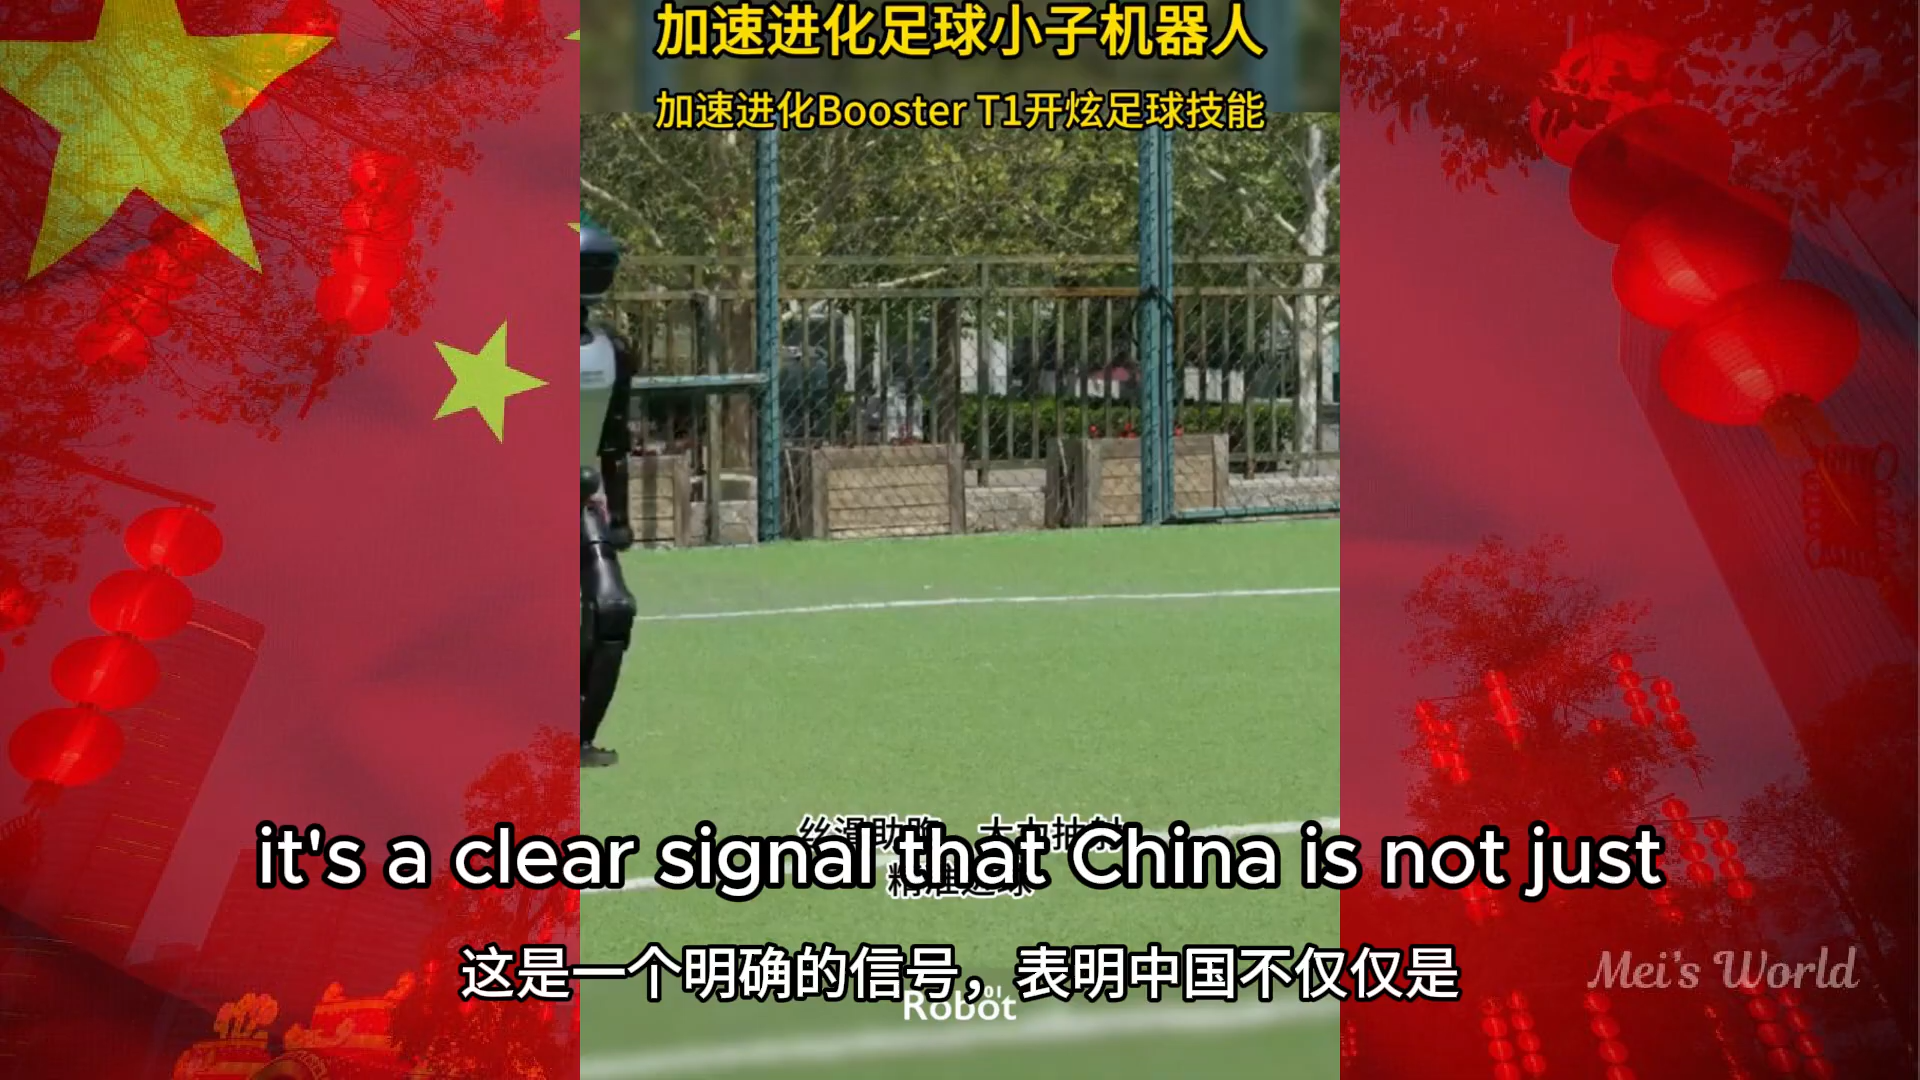 加速进化足球小子机器人
加速进化Booster T1开炫足球技能
it's a clear signal that China is not just
这是一个明确的信号，表明中国不仅仅是
Mei's World
Robot